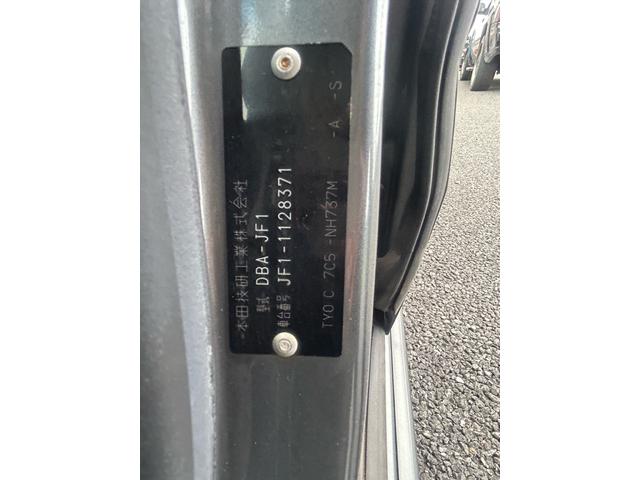 本田技研工業株式会社
型式 DBA-JF1
車台番号 JF1-1128371
TY0 C 7C5 -NH737M -A -S